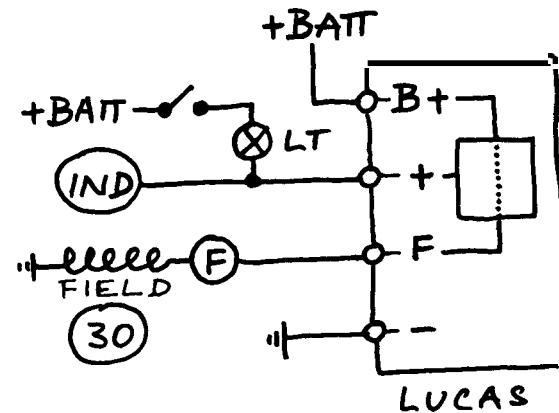 +BATT
B+
+BATT
LT
IND
+
F
F
FIELD
30
-
LUCAS